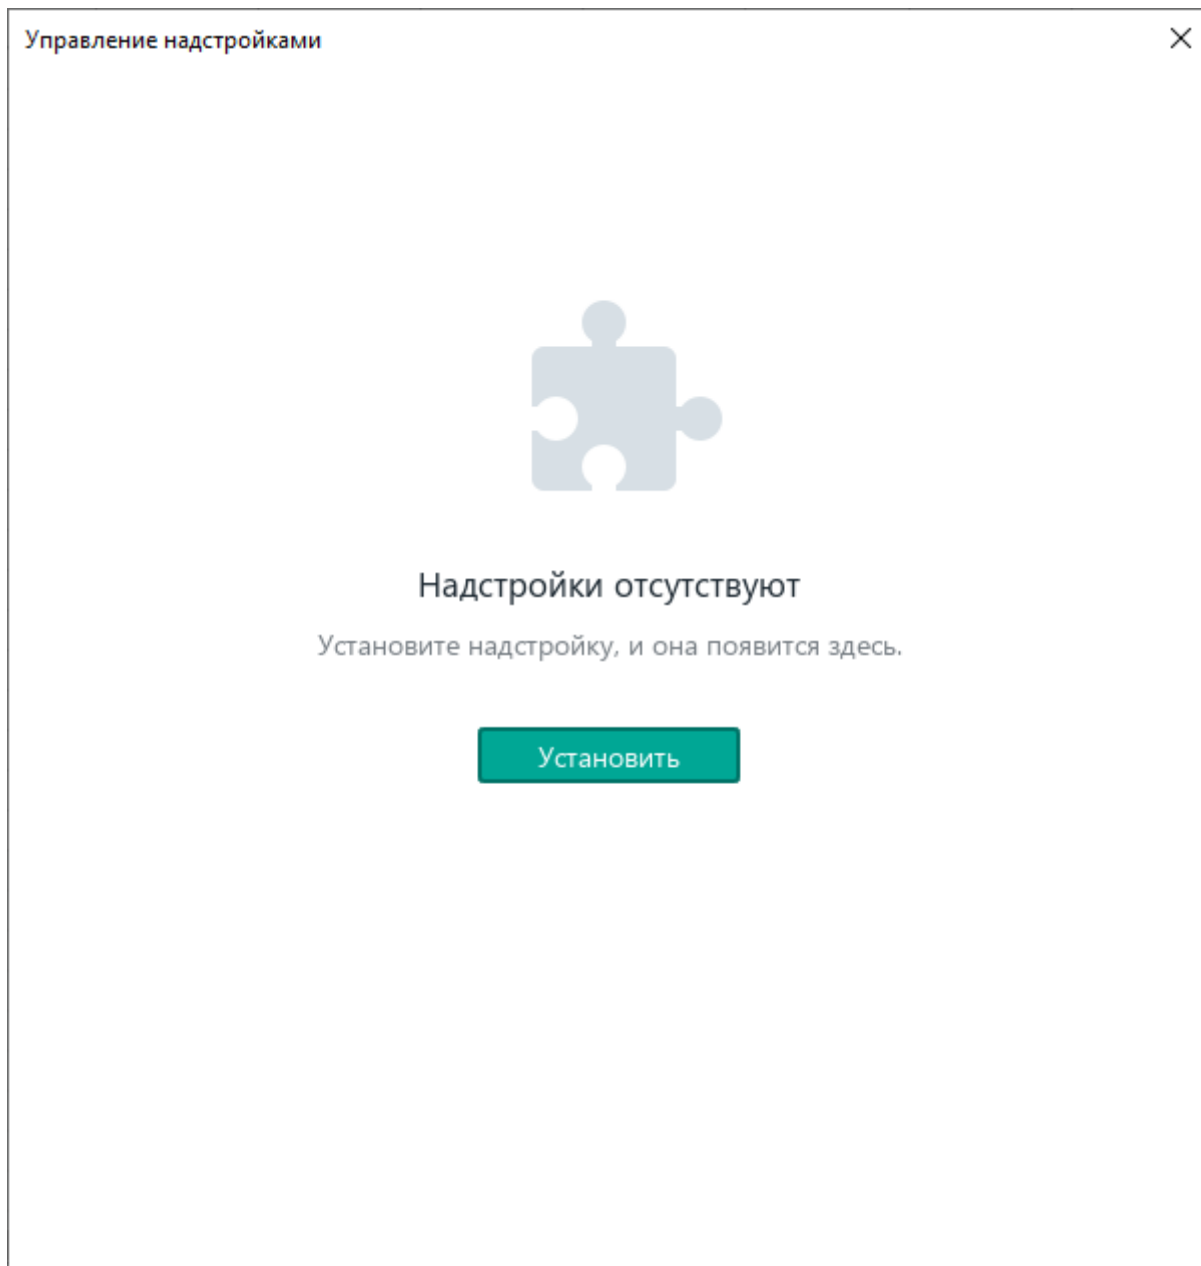 Управление надстройками
Надстройки отсутствуют
Установите надстройку, и она появится здесь.
Установить